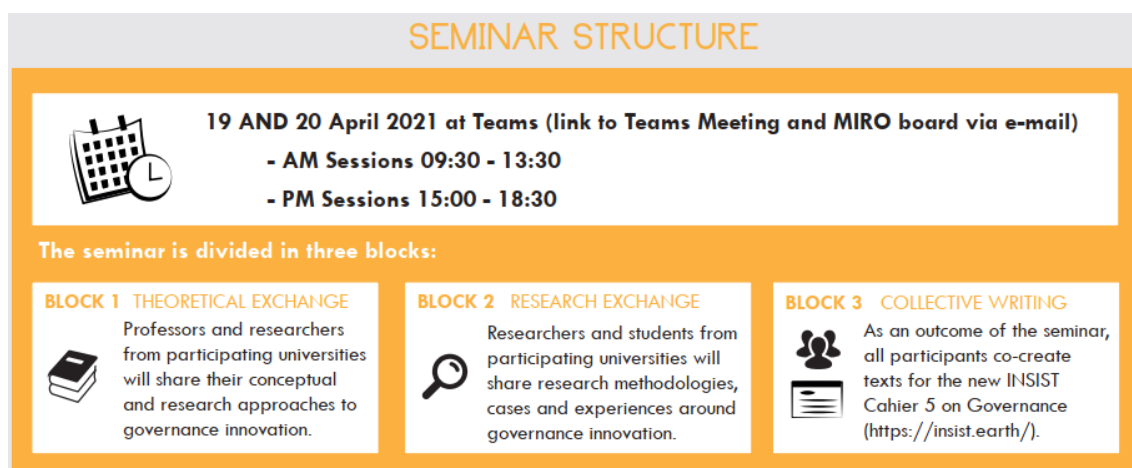 SEMINAR STRUCTURE
19 AND 20 April 2021 at Teams (link to Teams Meeting and MIRO board via e-mail)
- AM Sessions 09:30 - 13:30
- PM Sessions 15:00 - 18:30
The seminar is divided in three blocks:
BLOCK 1 THEORETICAL EXCHANGE
Professors and researchers
from participating universities
will share their conceptual
and research approaches to
governance innovation.
BLOCK 2 RESEARCH EXCHANGE
Researchers and students from
participating universities will
share research methodologies,
cases and experiences around
governance innovation.
BLOCK 3 COLLECTIVE WRITING
As an outcome of the seminar,
all participants co-create
texts for the new INSIST
Cahier 5 on Governance
(https://insist.earth/).